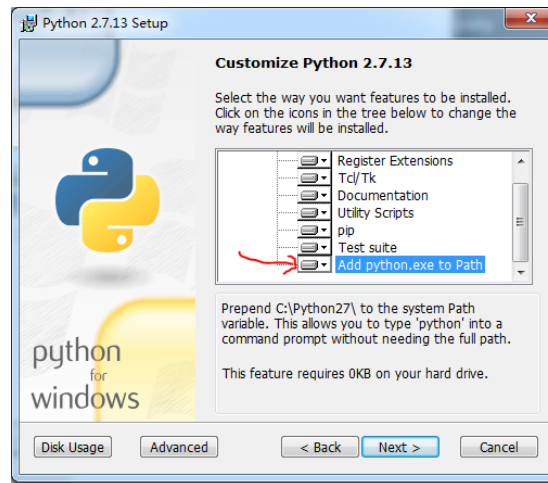 Python 2.7.13 Setup
Customize Python 2.7.13
Select the way you want features to be installed.
Click on the icons in the tree below to change the
way features will be installed.
Register Extensions
Tcl/Tk
Documentation
Utility Scripts
pip
Test suite
Add python.exe to Path
Prepend C:\Python27\ to the system Path
variable. This allows you to type 'python' into a
command prompt without needing the full path.
This feature requires 0KB on your hard drive.
python
for
windows
Disk Usage
Advanced
< Back
Next >
Cancel